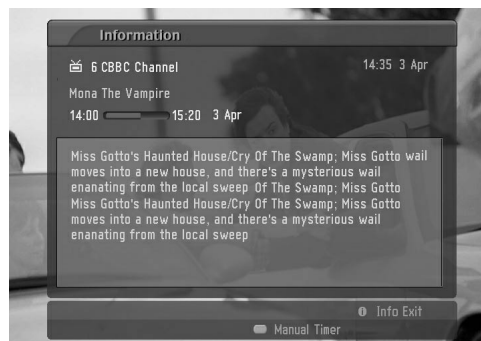 Information
6 CBBC Channel 14:35 3 Apr
Mona The Vampire
14:00 15:20 3 Apr
Miss Gotto's Haunted House/Cry Of The Swamp; Miss Gotto wail
moves into a new house, and there's a mysterious wail
enanating from the local sweep Of The Swamp; Miss Gotto
Miss Gotto's Haunted House/Cry Of The Swamp; Miss Gotto
moves into a new house, and there's a mysterious wail
enanating from the local sweep
i Info Exit
Manual Timer